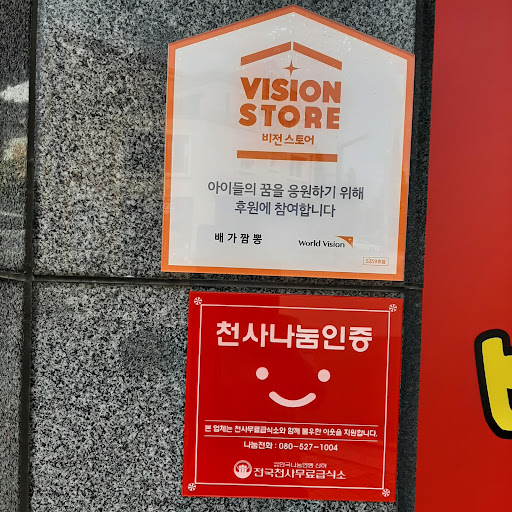 VISION
STORE
비전스토어
아이들의 꿈을 응원하기 위해
후원에 참여합니다
배가짬뽕
World Vision
천사나눔인증
본 업체는 천사무료급식소와 함께 불우한 이웃을 지원합니다.
나눔전화 : 080-527-1004
전국천사무료급식소